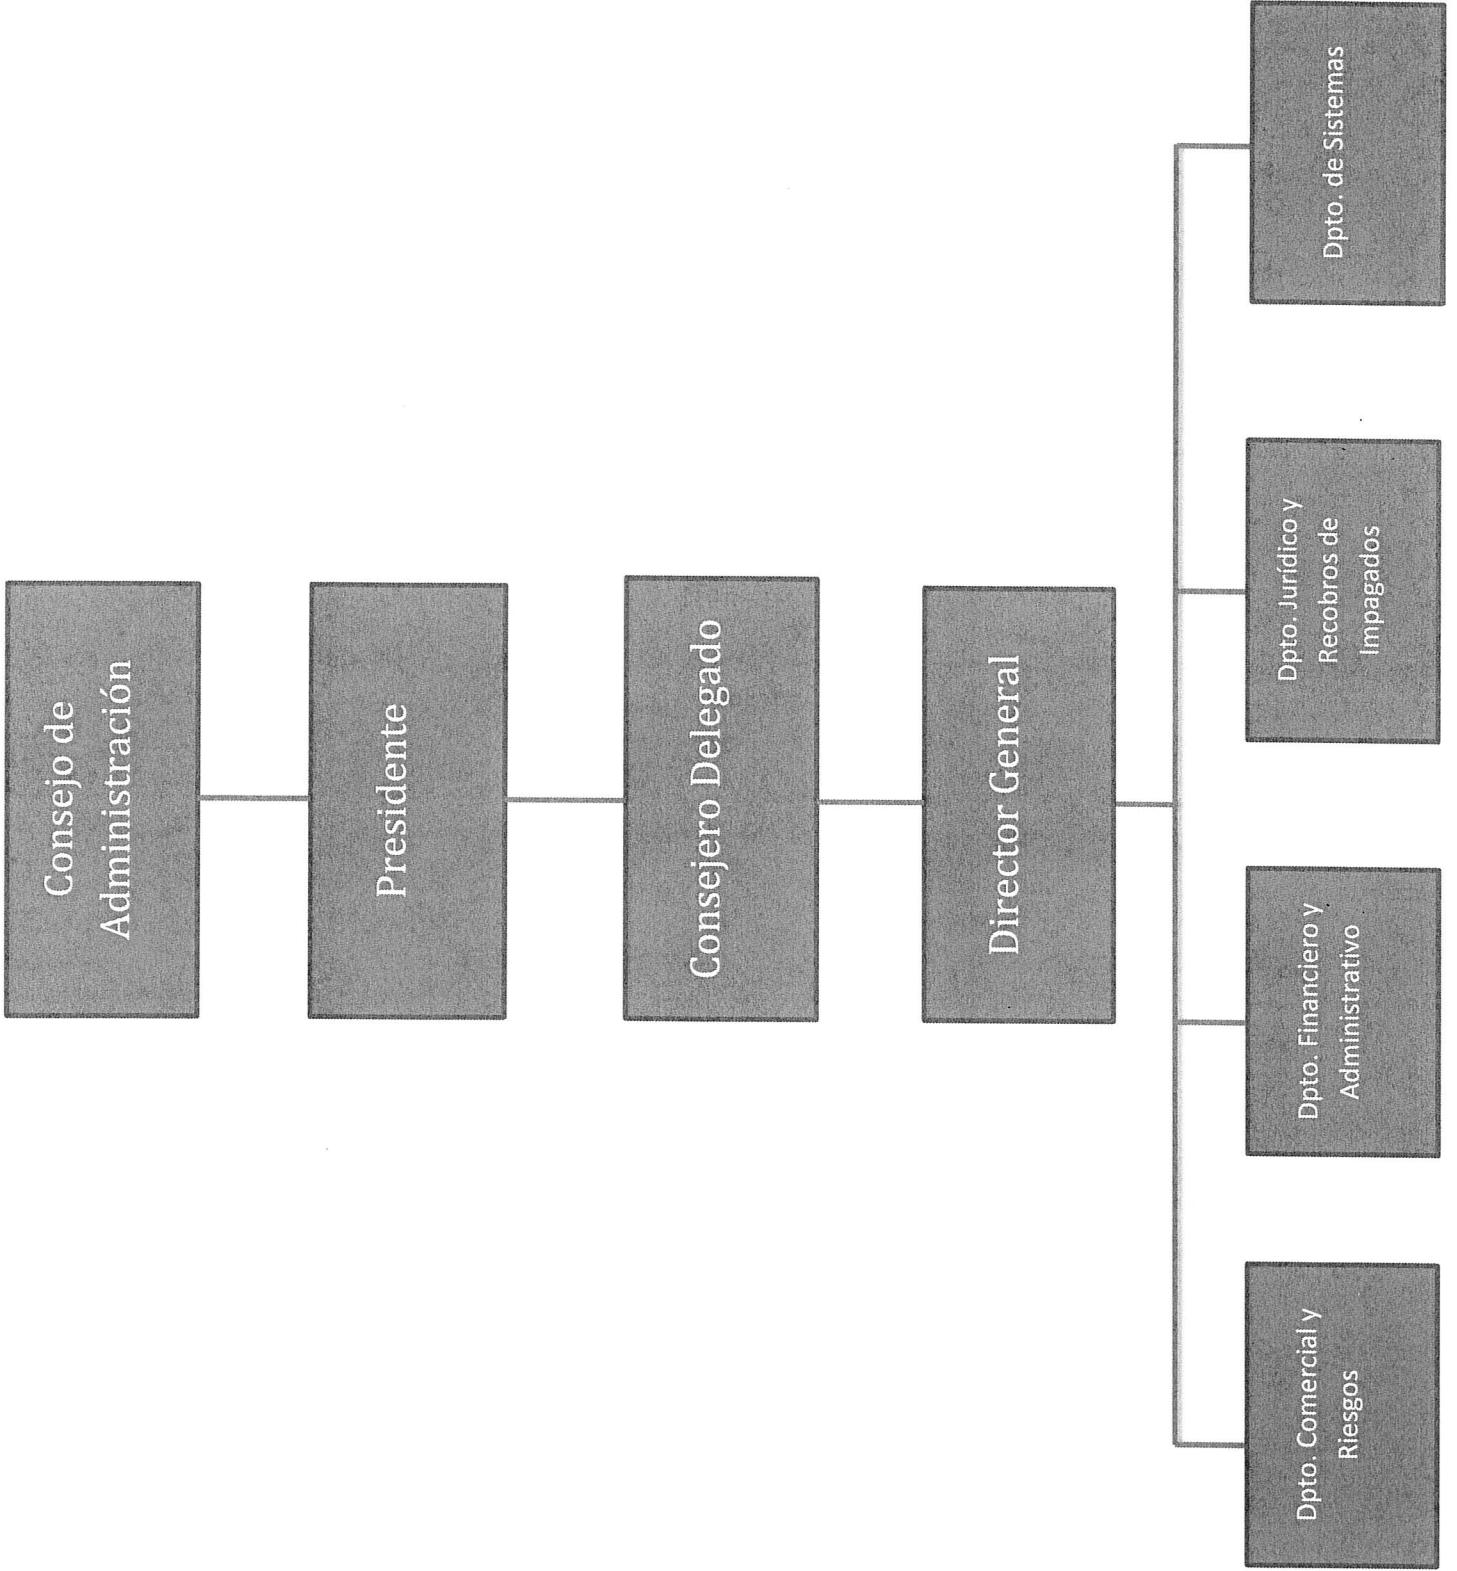 Consejo de
Administración
Presidente
Consejero Delegado
Director General
Dpto. Comercial y
Riesgos
Dpto. Financiero y
Administrativo
Dpto. Jurídico y
Recobros de
Impagados
Dpto. de Sistemas